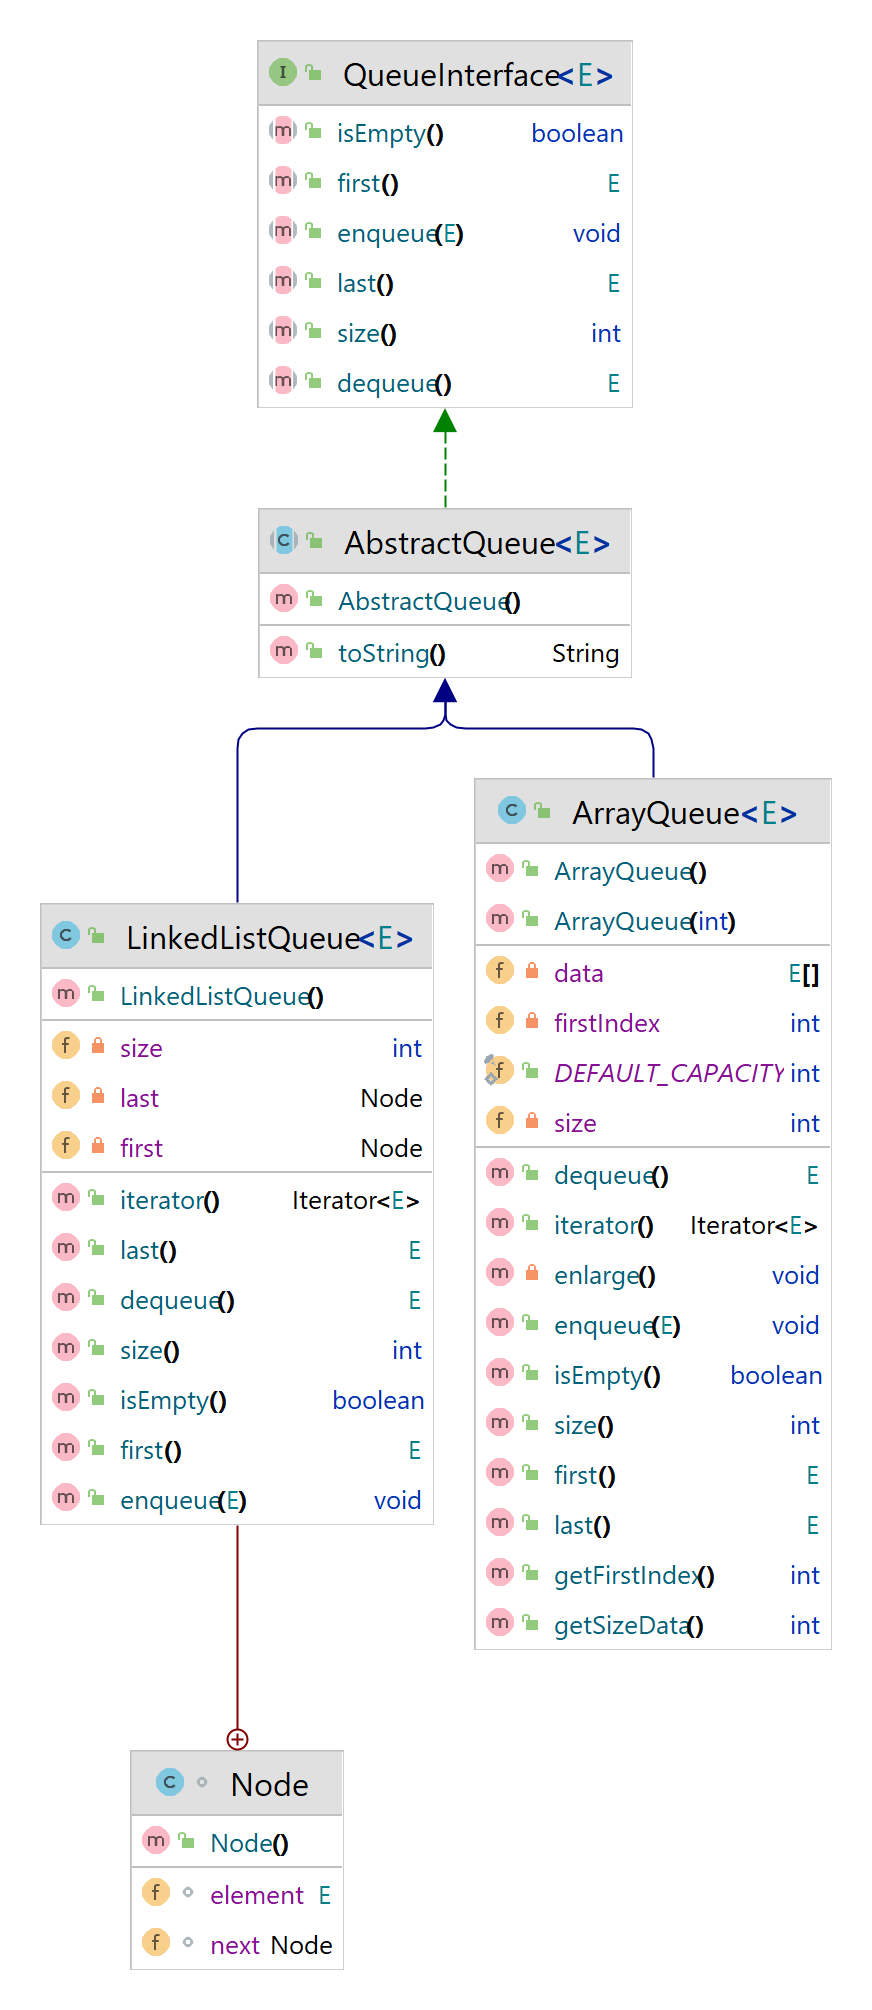 I QueueInterface<E>
m isEmpty() boolean
m first() E
m enqueue(E) void
m last() E
m size() int
m dequeue() E
C AbstractQueue<E>
m AbstractQueue()
m toString() String
C LinkedListQueue<E>
m LinkedListQueue()
f size int
f last Node
f first Node
m iterator() Iterator<E>
m last() E
m dequeue() E
m size() int
m isEmpty() boolean
m first() E
m enqueue(E) void
C ArrayQueue<E>
m ArrayQueue()
m ArrayQueue(int)
f data E[]
f firstIndex int
f DEFAULT_CAPACITY int
f size int
m dequeue() E
m iterator() Iterator<E>
m enlarge() void
m enqueue(E) void
m isEmpty() boolean
m size() int
m first() E
m last() E
m getFirstIndex() int
m getSizeData() int
C Node
m Node()
f element E
f next Node